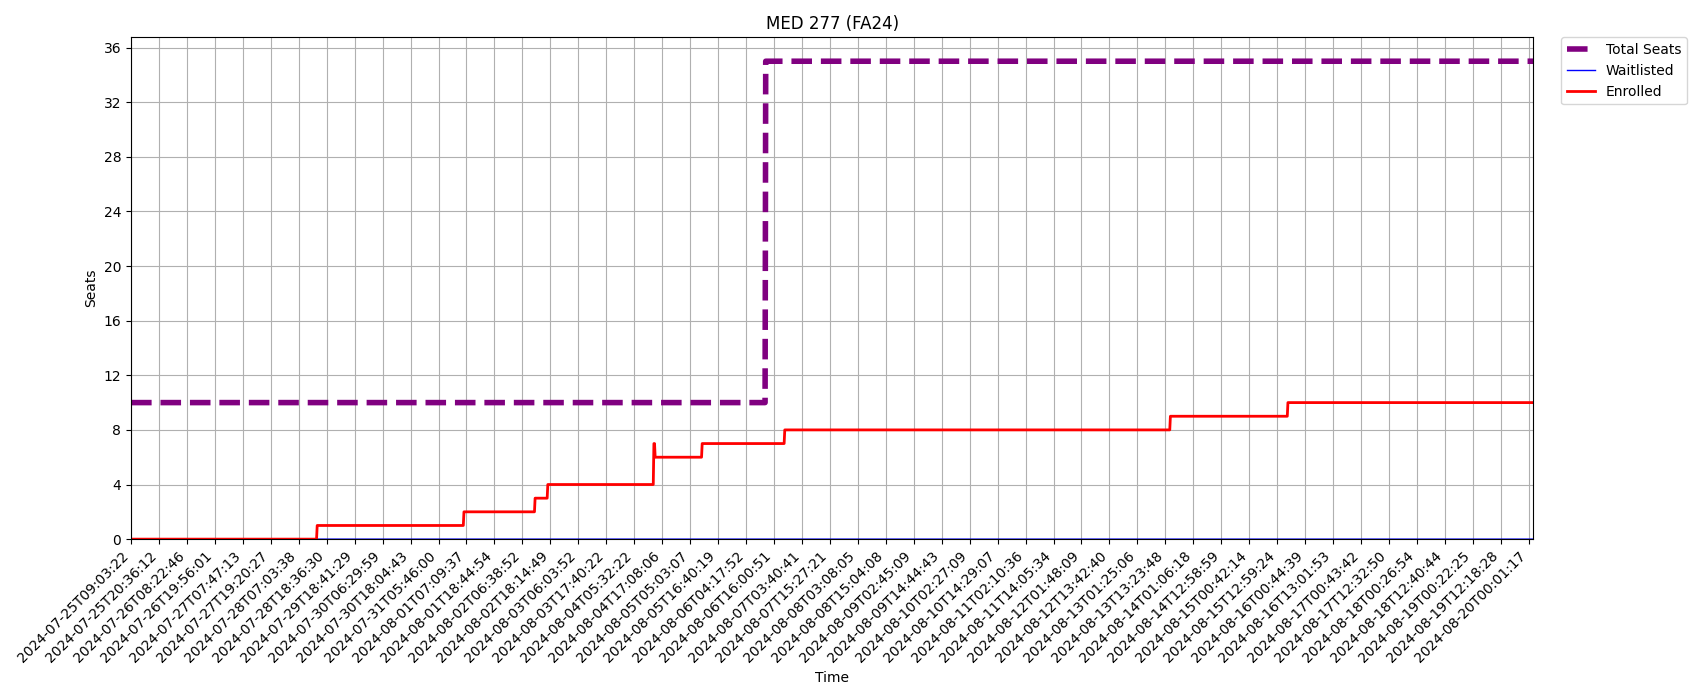 MED 277 (FA24)
36
32
28
24
20
16
12
8
4
0
Seats
Total Seats
Waitlisted
Enrolled
2024-07-25T09:03:22
2024-07-25T20:36:12
2024-07-26T08:22:46
2024-07-26T19:56:01
2024-07-27T07:47:13
2024-07-27T19:20:27
2024-07-28T07:03:38
2024-07-28T18:36:30
2024-07-29T18:41:29
2024-07-30T06:29:59
2024-07-30T18:04:43
2024-07-31T05:46:00
2024-08-01T07:09:37
2024-08-01T18:44:54
2024-08-02T06:38:52
2024-08-02T18:14:49
2024-08-03T06:03:52
2024-08-03T17:40:22
2024-08-04T05:32:22
2024-08-04T17:08:06
2024-08-05T05:03:07
2024-08-05T16:40:19
2024-08-06T04:17:52
2024-08-06T16:00:51
2024-08-07T03:40:41
2024-08-07T15:27:21
2024-08-08T03:08:05
2024-08-08T15:04:08
2024-08-09T02:45:09
2024-08-09T14:44:43
2024-08-10T02:27:09
2024-08-10T14:29:07
2024-08-11T02:10:36
2024-08-11T14:05:34
2024-08-12T01:48:09
2024-08-12T13:42:40
2024-08-13T01:25:06
2024-08-13T13:23:48
2024-08-14T01:06:18
2024-08-14T12:58:59
2024-08-15T00:42:14
2024-08-15T12:59:24
2024-08-16T00:44:39
2024-08-16T13:01:53
2024-08-17T00:43:42
2024-08-17T12:32:50
2024-08-18T00:26:54
2024-08-18T12:40:44
2024-08-19T00:22:25
2024-08-19T12:18:28
2024-08-20T00:01:17
Time